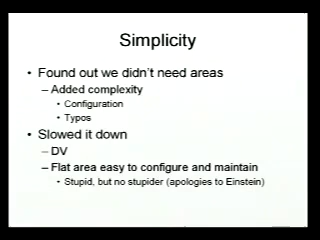 Simplicity
• Found out we didn't need areas
– Added complexity
• Configuration
• Typos
• Slowed it down
– DV
– Flat area easy to configure and maintain
• Stupid, but no stupider (apologies to Einstein)